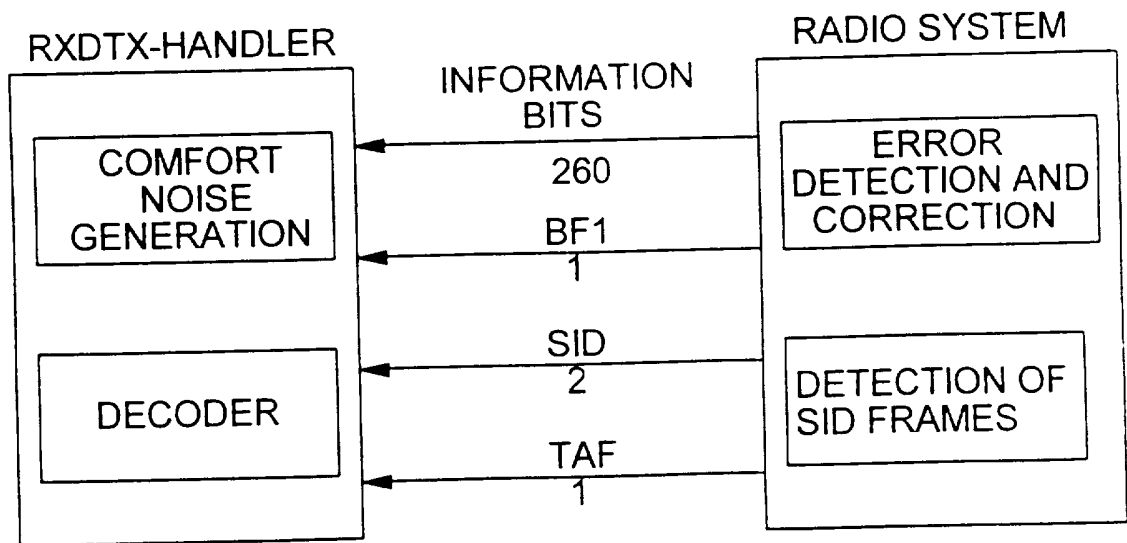 RXDTX-HANDLER
RADIO SYSTEM
INFORMATION
BITS
260
BF1
1
SID
2
TAF
1
COMFORT
NOISE
GENERATION
DECODER
ERROR
DETECTION AND
CORRECTION
DETECTION OF
SID FRAMES